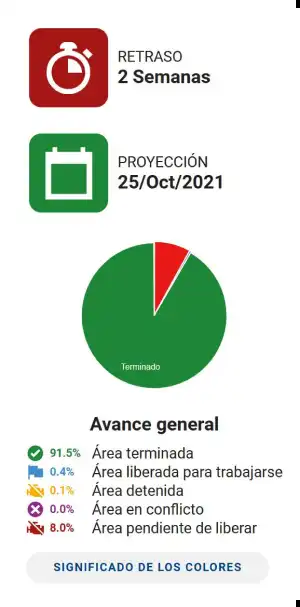 RETRASO
2 Semanas
PROYECCIÓN
25/Oct/2021
Terminado
Avance general
91.5% Área terminada
0.4% Área liberada para trabajarse
0.1% Área detenida
0.0% Área en conflicto
8.0% Área pendiente de liberar
SIGNIFICADO DE LOS COLORES